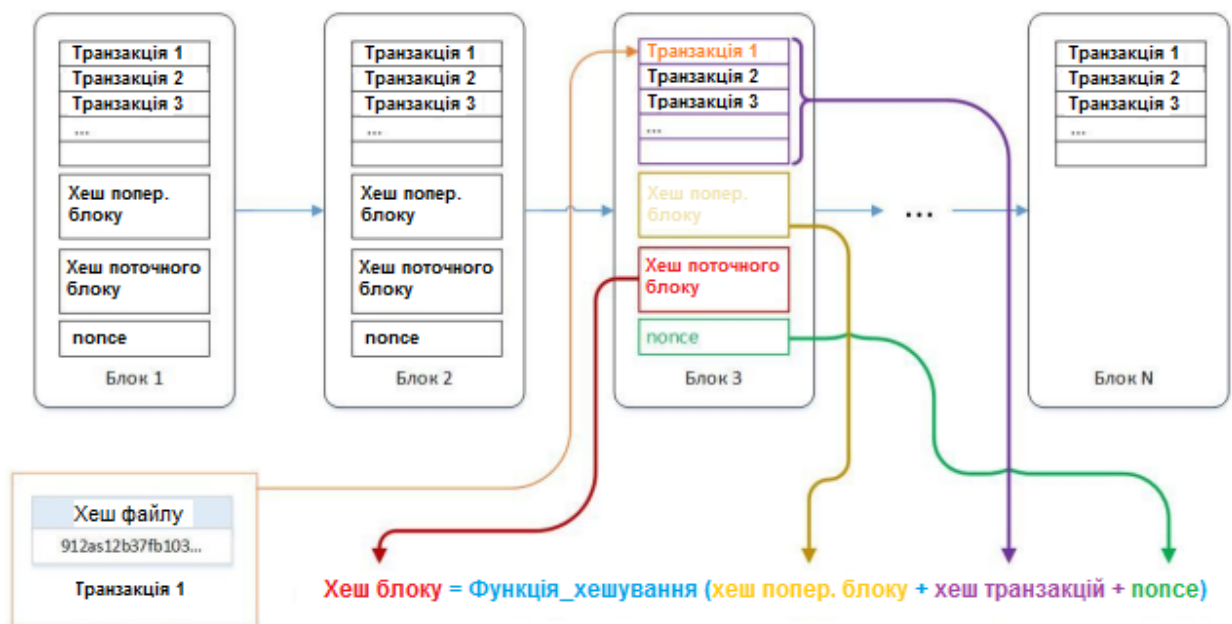 Транзакція 1
Транзакція 2
Транзакція 3
...
Хеш попер.
блоку
Хеш поточного
блоку
nonce
Блок 1
Транзакція 1
Транзакція 2
Транзакція 3
...
Хеш попер.
блоку
Хеш поточного
блоку
nonce
Блок 2
Транзакція 1
Транзакція 2
Транзакція 3
...
Хеш попер.
блоку
Хеш поточного
блоку
nonce
Блок 3
...
Транзакція 1
Транзакція 2
Транзакція 3
...
Блок N
Хеш файлу
912as12b37fb103...
Транзакція 1
Хеш блоку = Функція_хешування (хеш попер. блоку + хеш транзакцій + nonce)